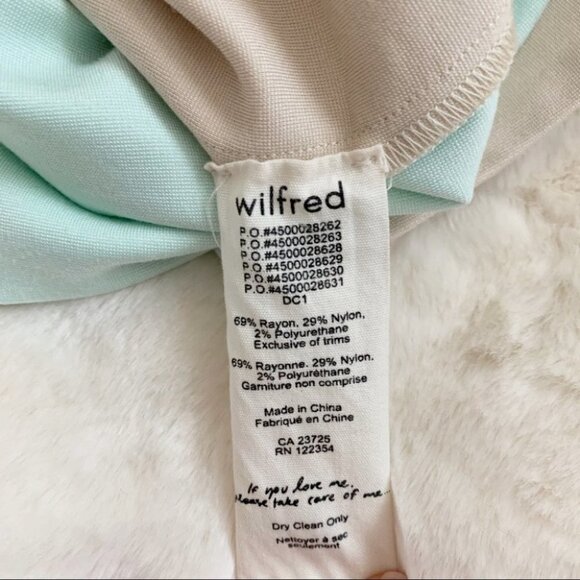 wilfred
P.O.#4500028262
P.O.#4500028263
P.O.#4500028628
P.O.#4500028629
P.O.#4500028630
P.O.#4500028631
DC1
69% Rayon, 29% Nylon,
2% Polyurethane
Exclusive of trims
69% Rayonne, 29% Nylon,
2% Polyuréthane
Garniture non comprise
Made in China
Fabriqué en Chine
CA 23725
RN 122354
If you love me,
please take care of me...
Dry Clean Only
Nettoyer à sec
seulement